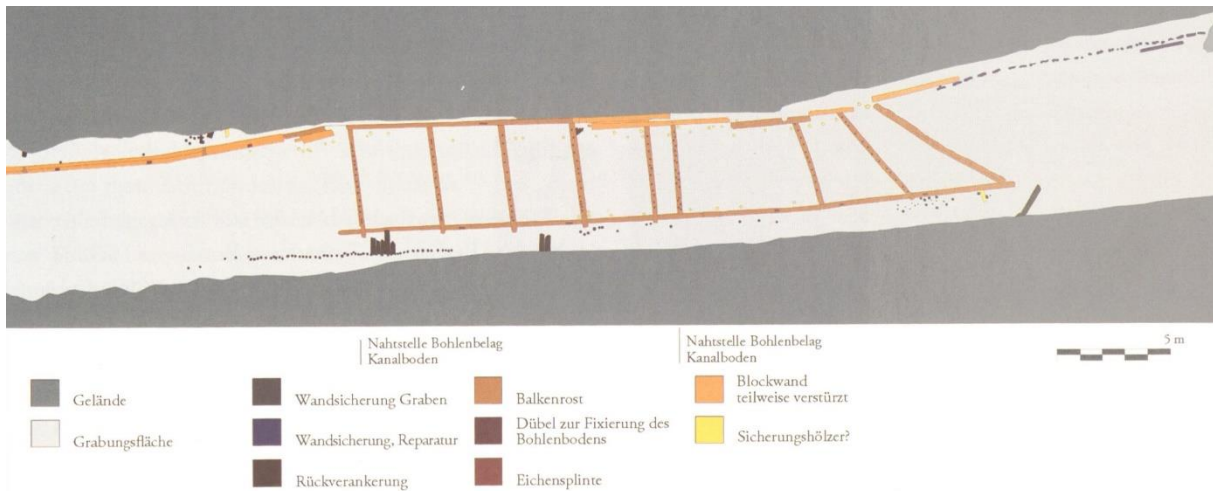 Nahtstelle Bohlenbelag
Kanalboden
Nahtstelle Bohlenbelag
Kanalboden
5 m
Gelände
Grabungsfläche
Wandsicherung Graben
Wandsicherung, Reparatur
Rückverankerung
Balkenrost
Dübel zur Fixierung des
Bohlenbodens
Eichensplinte
Blockwand
teilweise verstürzt
Sicherungshölzer?